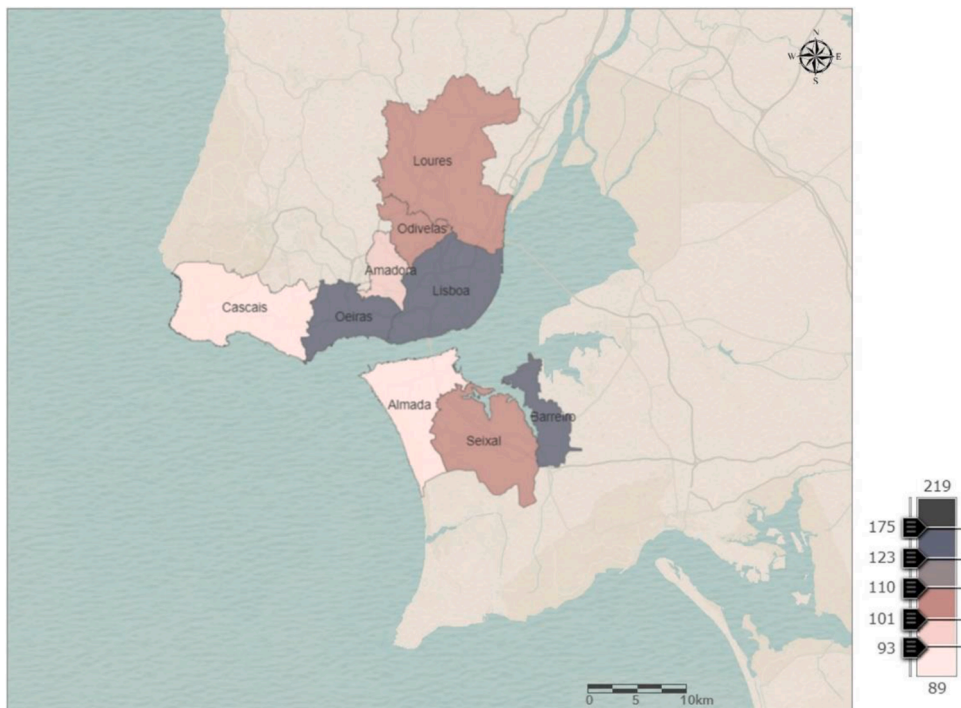 N
W E
S
Loures
Odivelas
Amadora
Lisboa
Cascais
Oeiras
Almada
Barreiro
Seixal
219
175
123
110
101
93
89
0 5 10km